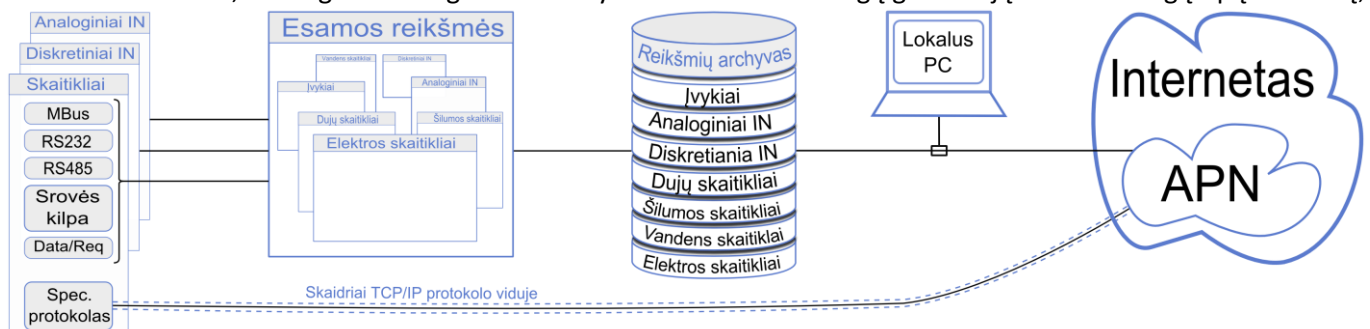 Analoginiai IN
Diskretiniai IN
Skaitikliai
MBus
RS232
RS485
Srovės
kilpa
Data/Req
Spec.
protokolas
Esamos reikšmės
Vandens skaitikliai
Diskretiniai IN
Įvykiai
Analoginiai IN
Dujų skaitikliai
Šilumos skaitikliai
Elektros skaitikliai
Reikšmių archyvas
Įvykiai
Analoginiai IN
Diskretiania IN
Dujų skaitikliai
Šilumos skaitikliai
Vandens skaitikliai
Elektros skaitikliai
Lokalus
PC
Internetas
APN
Skaidriai TCP/IP protokolo viduje